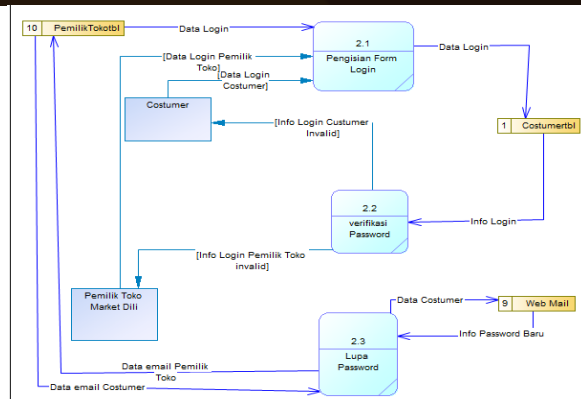 10 PemilikTokotbl
Data Login
2.1
Pengisian Form
Login
Data Login
[Data Login Pemilik
Toko]
[Data Login
Costumer]
Costumer
1 Costumertbl
[Info Login Custumer
Invalid]
2.2
verifikasi
Password
Info Login
[Info Login Pemilik Toko
invalid]
Pemilik Toko
Market Dili
Data Costumer
9 Web Mail
2.3
Lupa
Password
Info Password Baru
Data email Pemilik
Toko
Data email Costumer